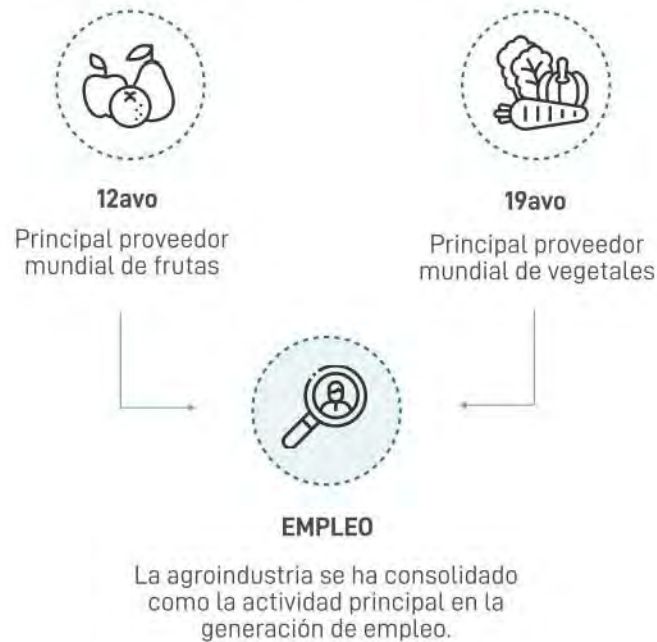 12avo
Principal proveedor
mundial de frutas
19avo
Principal proveedor
mundial de vegetales
EMPLEO
La agroindustria se ha consolidado
como la actividad principal en la
generación de empleo.